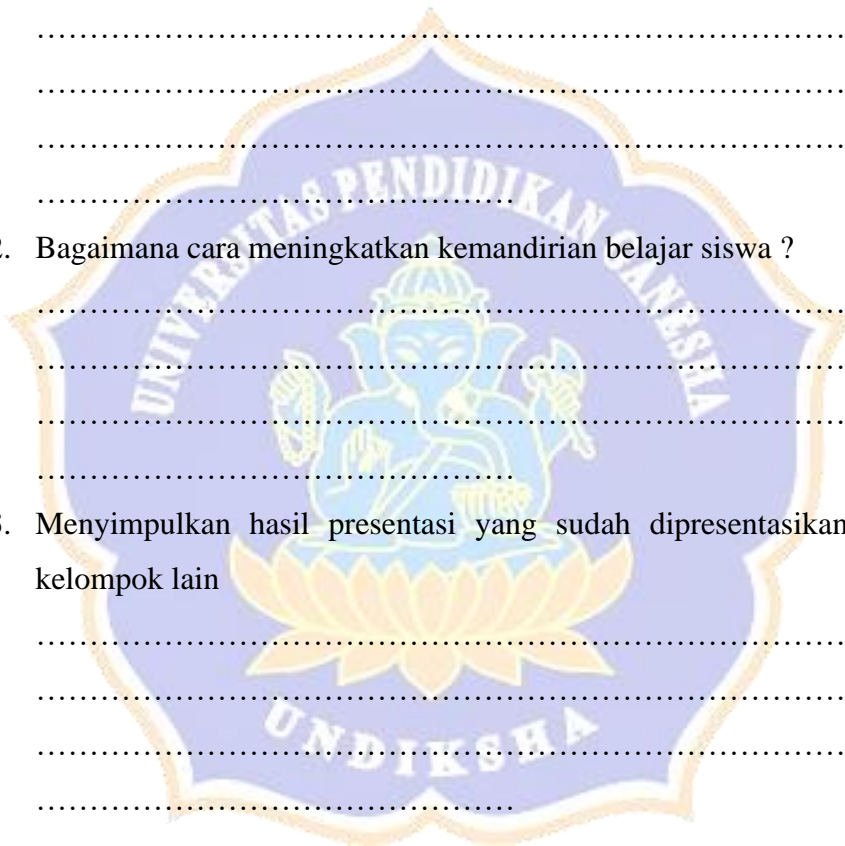 ……………………………………………………………………
……………………………………………………………………
……………………………………………………………………
………………………………………
UNIVERSITAS PENDIDIKAN GANESHA
2. Bagaimana cara meningkatkan kemandirian belajar siswa ?
……………………………………………………………………
……………………………………………………………………
……………………………………………………………………
………………………………………
3. Menyimpulkan hasil presentasi yang sudah dipresentasikan
kelompok lain
……………………………………………………………………
……………………………………………………………………
UNDIKSHA
……………………………………………………………………
………………………………………